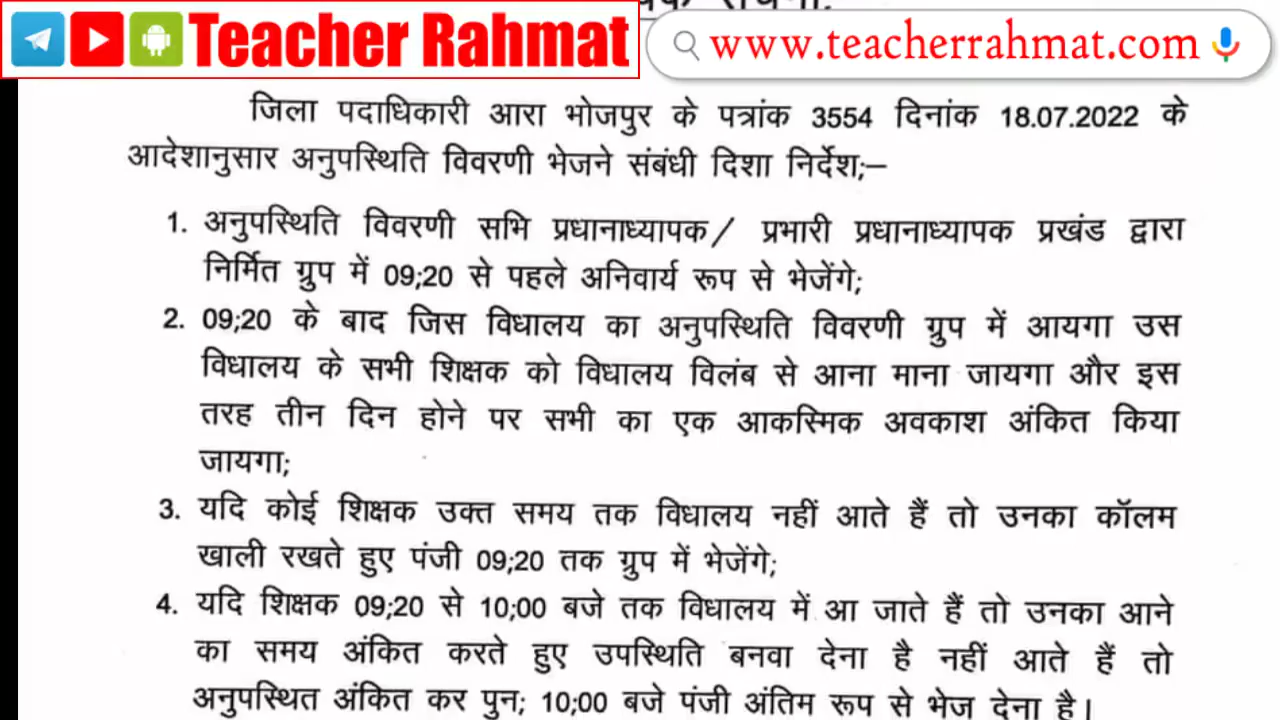 Teacher Rahmat
www.teacherrahmat.com
जिला पदाधिकारी आरा भोजपुर के पत्रांक 3554 दिनांक 18.07.2022 के
आदेशानुसार अनुपस्थिति विवरणी भेजने संबंधी दिशा निर्देश;–
1. अनुपस्थिति विवरणी सभि प्रधानाध्यापक/ प्रभारी प्रधानाध्यापक प्रखंड द्वारा
निर्मित ग्रुप में 09;20 से पहले अनिवार्य रूप से भेजेंगे;
2. 09;20 के बाद जिस विधालय का अनुपस्थिति विवरणी ग्रुप में आयगा उस
विधालय के सभी शिक्षक को विधालय विलंब से आना माना जायगा और इस
तरह तीन दिन होने पर सभी का एक आकस्मिक अवकाश अंकित किया
जायगा;
3. यदि कोई शिक्षक उक्त समय तक विधालय नहीं आते हैं तो उनका कॉलम
खाली रखते हुए पंजी 09;20 तक ग्रुप में भेजेंगे;
4. यदि शिक्षक 09;20 से 10;00 बजे तक विधालय में आ जाते हैं तो उनका आने
का समय अंकित करते हुए उपस्थिति बनवा देना है नहीं आते हैं तो
अनुपस्थित अंकित कर पुन; 10;00 बजे पंजी अंतिम रूप से भेज देना है।